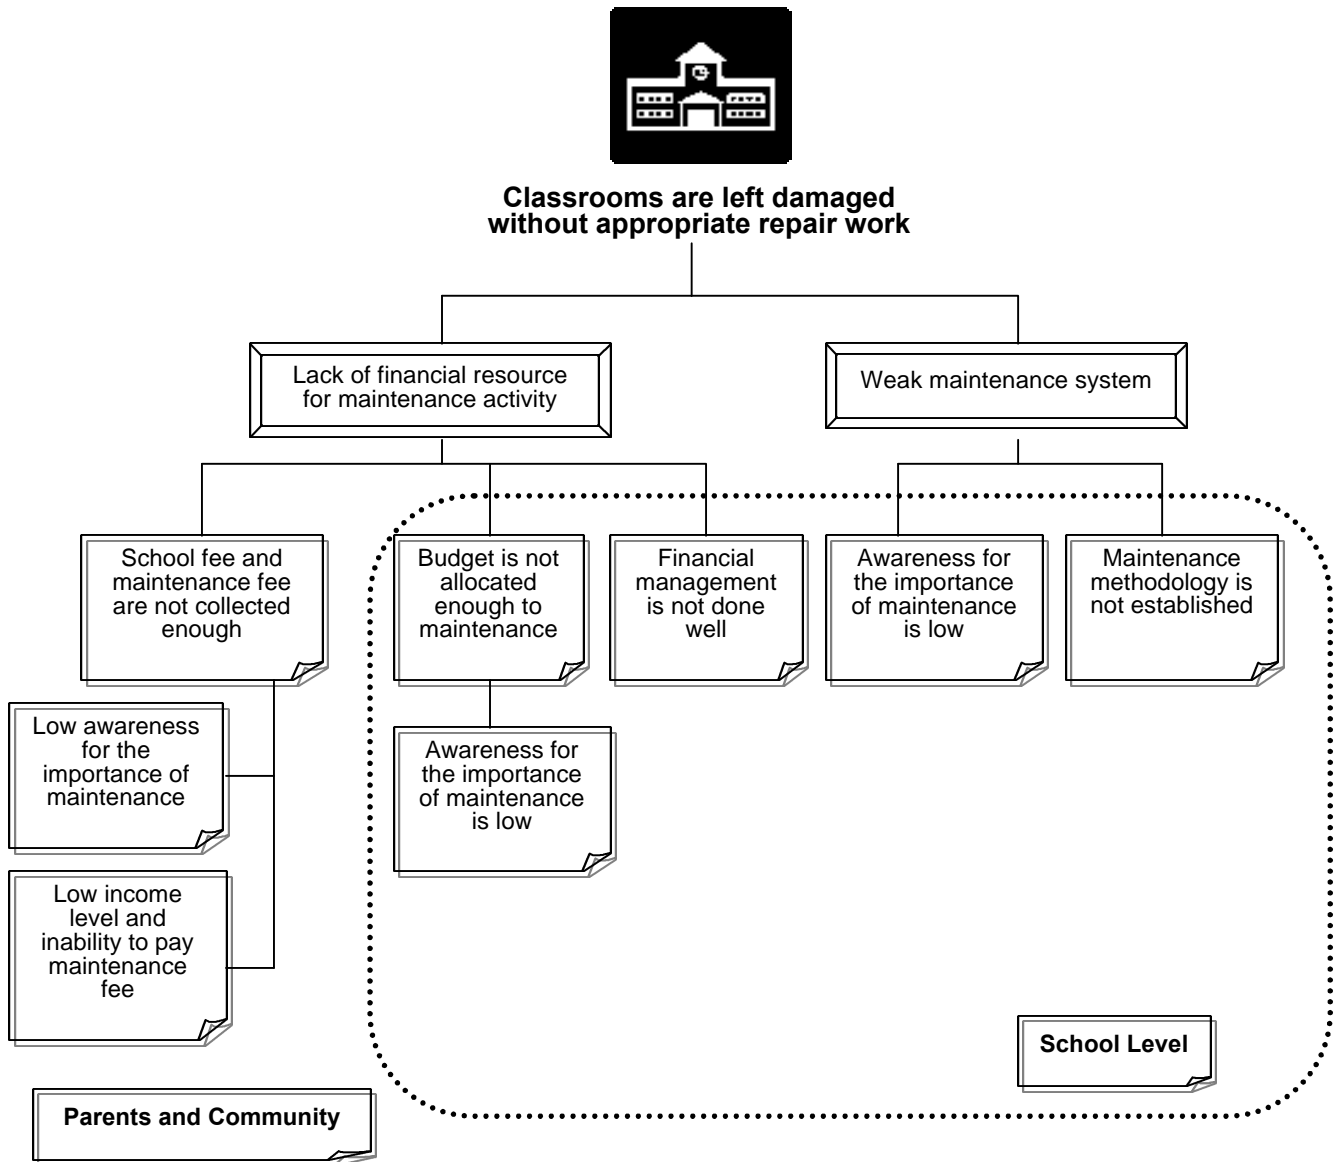 Classrooms are left damaged
without appropriate repair work
Lack of financial resource
for maintenance activity
Weak maintenance system
School fee and
maintenance fee
are not collected
enough
Budget is not
allocated
enough to
maintenance
Financial
management
is not done
well
Awareness for
the importance
of maintenance
is low
Maintenance
methodology is
not established
Low awareness
for the
importance of
maintenance
Awareness for
the importance
of maintenance
is low
Low income
level and
inability to pay
maintenance
fee
School Level
Parents and Community